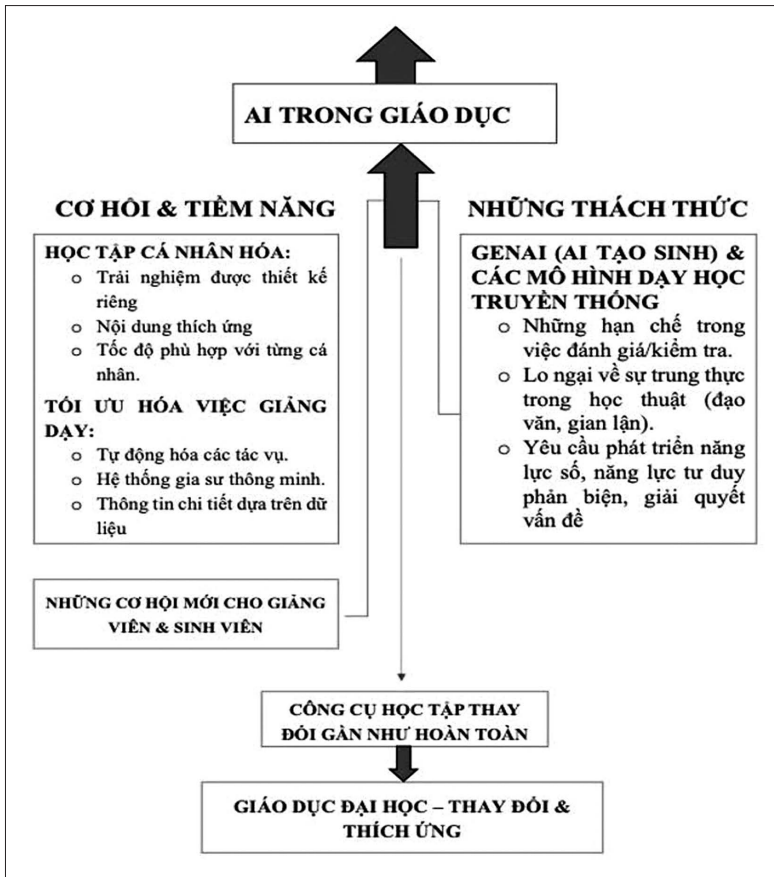 AI TRONG GIÁO DỤC
CƠ HỘI & TIỀM NĂNG
HỌC TẬP CÁ NHÂN HÓA:
o Trải nghiệm được thiết kế
riêng
o Nội dung thích ứng
o Tốc độ phù hợp với từng cá
nhân.
TỐI ƯU HÓA VIỆC GIẢNG
DẠY:
o Tự động hóa các tác vụ.
o Hệ thống gia sư thông minh.
o Thông tin chi tiết dựa trên dữ
liệu
NHỮNG CƠ HỘI MỚI CHO GIẢNG
VIÊN & SINH VIÊN
NHỮNG THÁCH THỨC
GENAI (AI TẠO SINH) &
CÁC MÔ HÌNH DẠY HỌC
TRUYỀN THỐNG
o Những hạn chế trong
việc đánh giá/kiểm tra.
o Lo ngại về sự trung thực
trong học thuật (đạo
văn, gian lận).
o Yêu cầu phát triển năng
lực số, năng lực tư duy
phản biện, giải quyết
vấn đề
CÔNG CỤ HỌC TẬP THAY
ĐỔI GẦN NHƯ HOÀN TOÀN
GIÁO DỤC ĐẠI HỌC – THAY ĐỔI &
THÍCH ỨNG